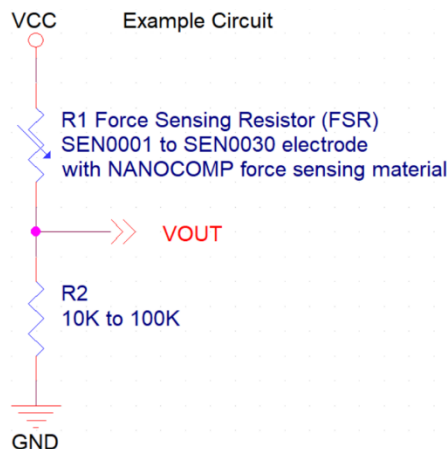 VCC
Example Circuit
R1 Force Sensing Resistor (FSR)
SEN0001 to SEN0030 electrode
with NANOCOMP force sensing material
VOUT
R2
10K to 100K
GND